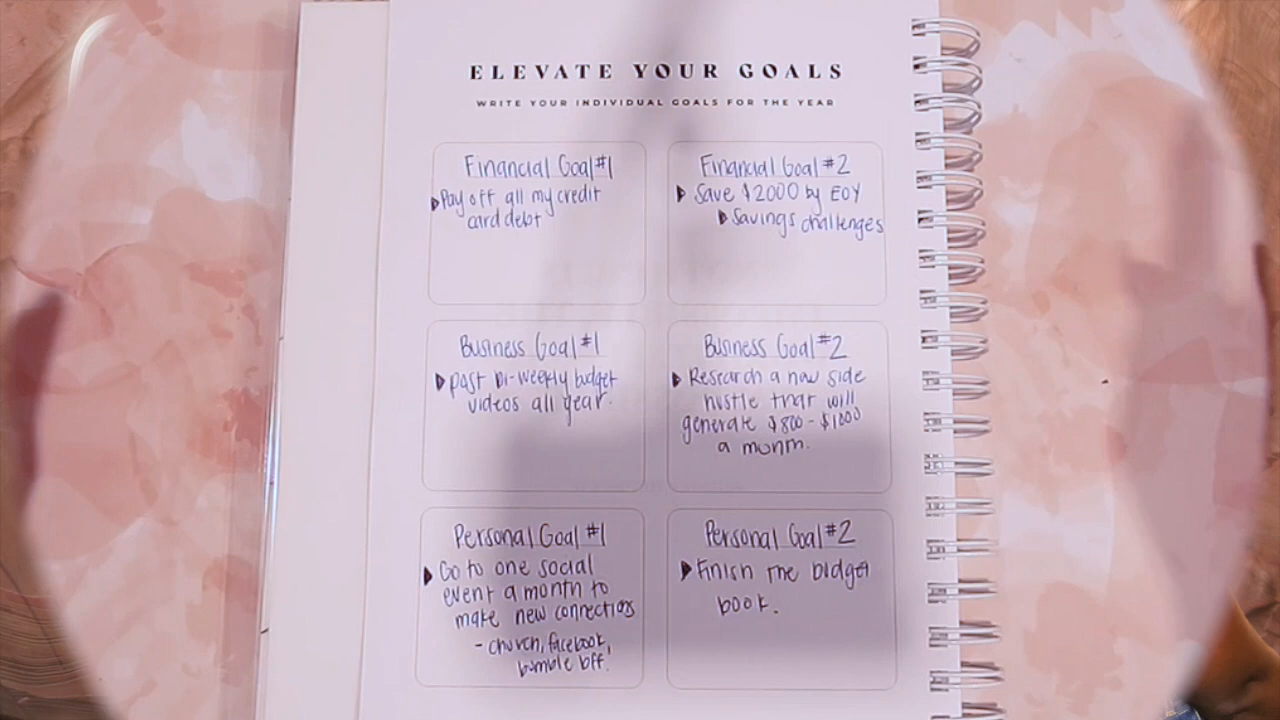 ELEVATE YOUR GOALS
WRITE YOUR INDIVIDUAL GOALS FOR THE YEAR
Financial Goal #1
Pay off all my credit
card debt
Financial Goal #2
Save $2000 by EOY
Savings challenges
Business Goal #1
post bi-weekly budget
videos all year.
Business Goal #2
Research a new side
hustle that will
generate $800 - $1000
a month.
Personal Goal #1
Go to one social
event a month to
make new connections
- church, facebook,
bumble bff.
Personal Goal #2
Finish the budget
book.